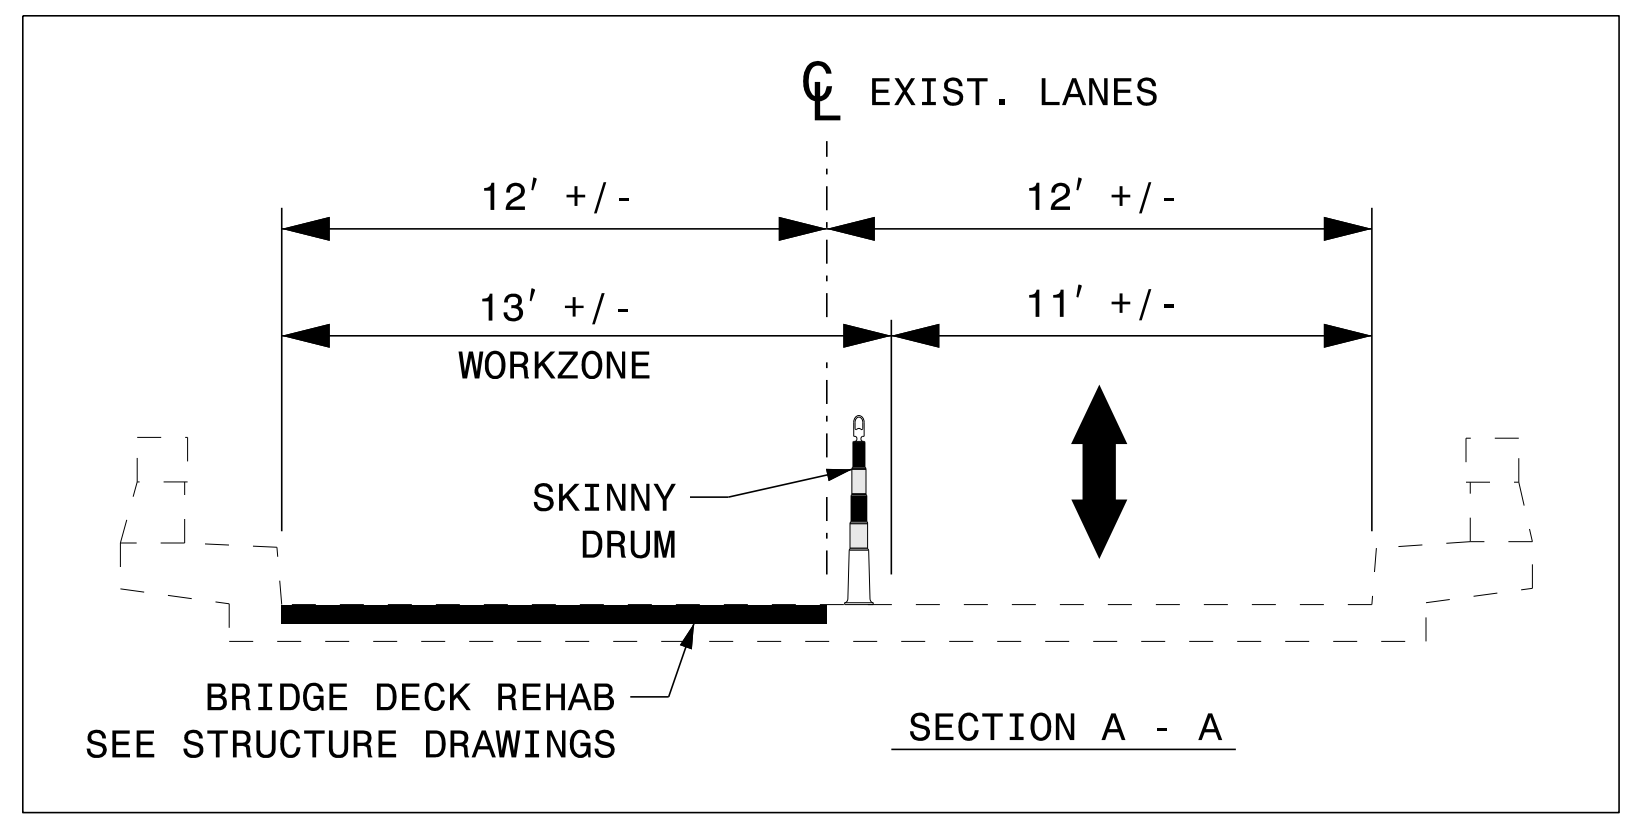 ℄ EXIST. LANES
12' +/-
12' +/-
13' +/-
11' +/-
WORKZONE
SKINNY
DRUM
BRIDGE DECK REHAB
SEE STRUCTURE DRAWINGS
SECTION A - A